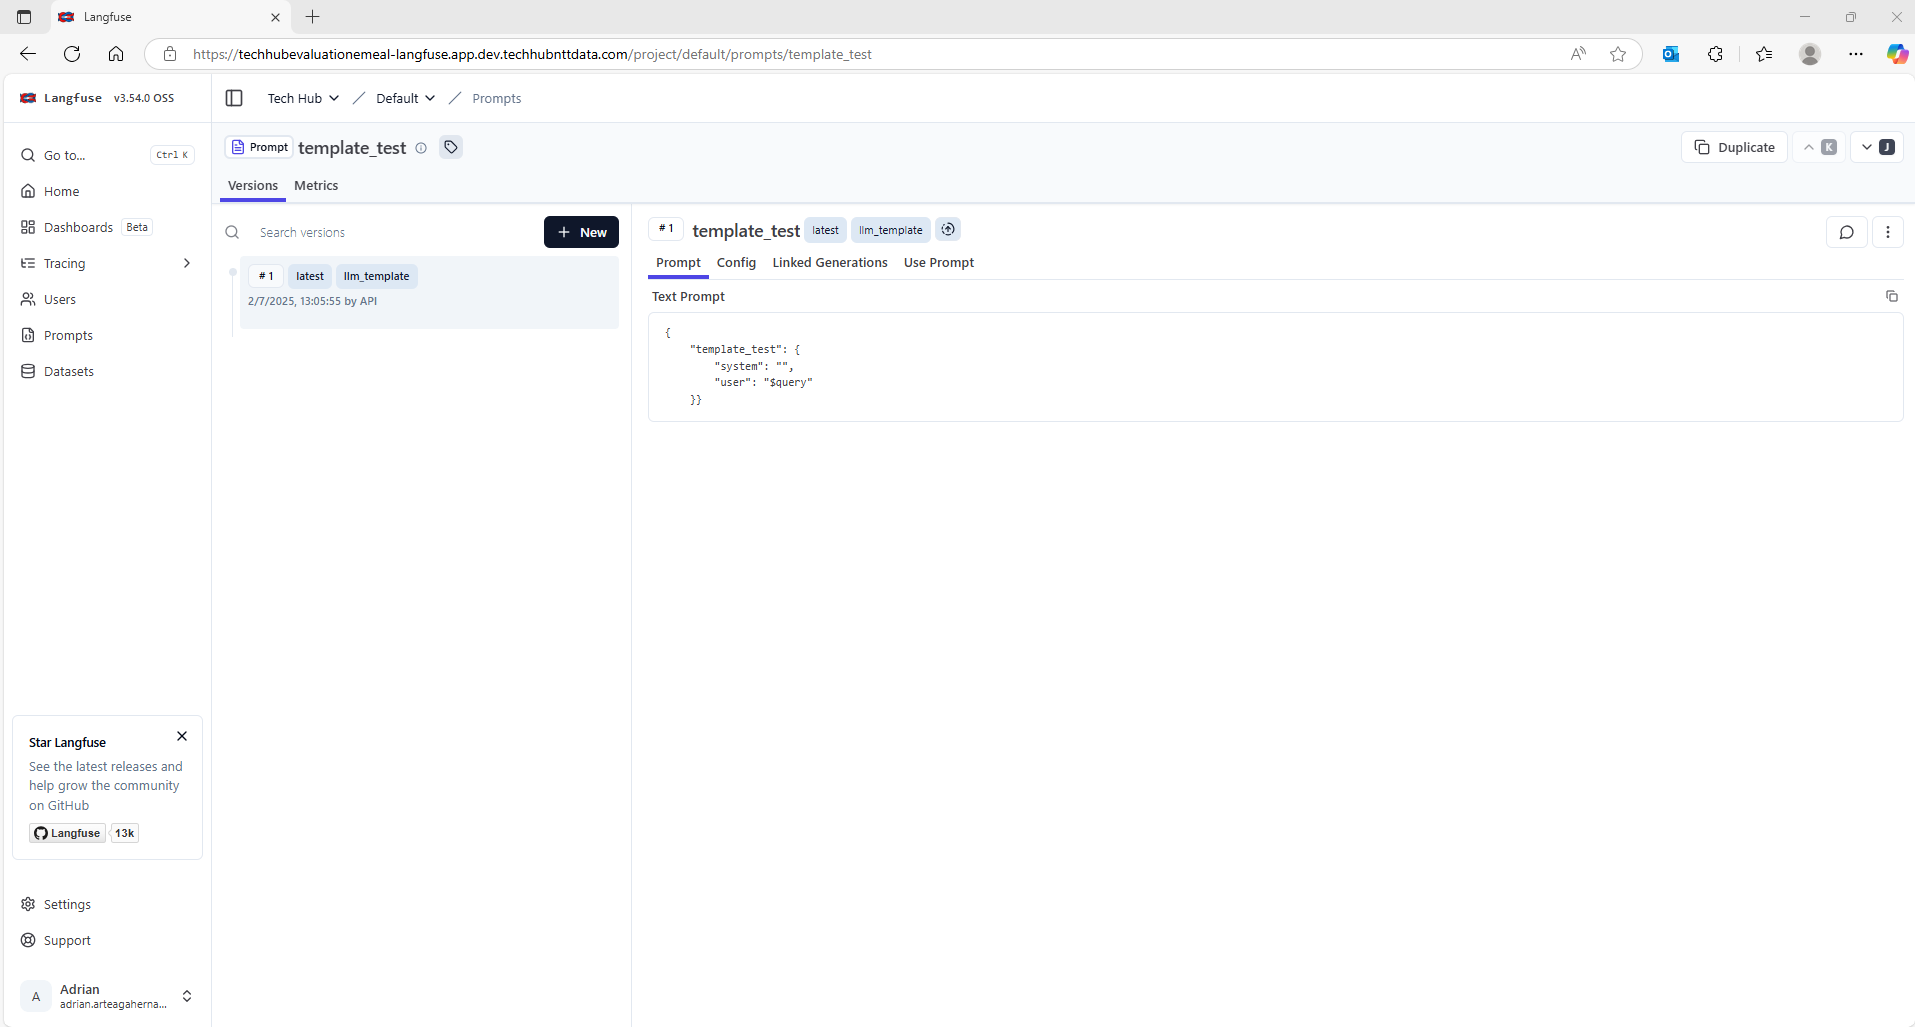 Langfuse
https://techhubevaluationemeal-langfuse.app.dev.techhubnttdata.com/project/default/prompts/template_test
Langfuse v3.54.0 OSS
Tech Hub / Default / Prompts
Go to... Ctrl K
Home
Dashboards Beta
Tracing
Users
Prompts
Datasets
Star Langfuse
See the latest releases and
help grow the community
on GitHub
Langfuse 13k
Settings
Support
A
Adrian
adrian.arteagaherna...
Prompt template_test
Duplicate K J
Versions Metrics
Search versions
+ New
# 1 latest llm_template
2/7/2025, 13:05:55 by API
# 1 template_test latest llm_template
Prompt Config Linked Generations Use Prompt
Text Prompt
{
"template_test": {
"system": "",
"user": "$query"
}}